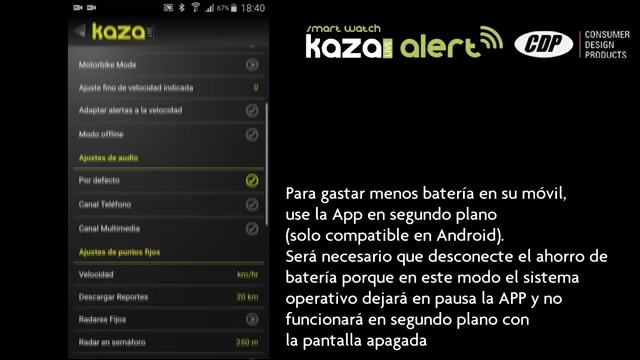 67% 18:40
kaza LIVE
Motorbike Mode
Ajuste fino de velocidad indicada 0
Adaptar alertas a la velocidad
Modo offline
Ajustes de audio
Por defecto
Canal Teléfono
Canal Multimedia
Ajustes de puntos fijos
Velocidad km/hr
Descargar Reportes 20 km
Radares Fijos
Radar en semáforo 250 m
smart watch
kaza LIVE alert
CDP
CONSUMER
DESIGN
PRODUCTS
Para gastar menos batería en su móvil,
use la App en segundo plano
(solo compatible en Android).
Será necesario que desconecte el ahorro de
batería porque en este modo el sistema
operativo dejará en pausa la APP y no
funcionará en segundo plano con
la pantalla apagada